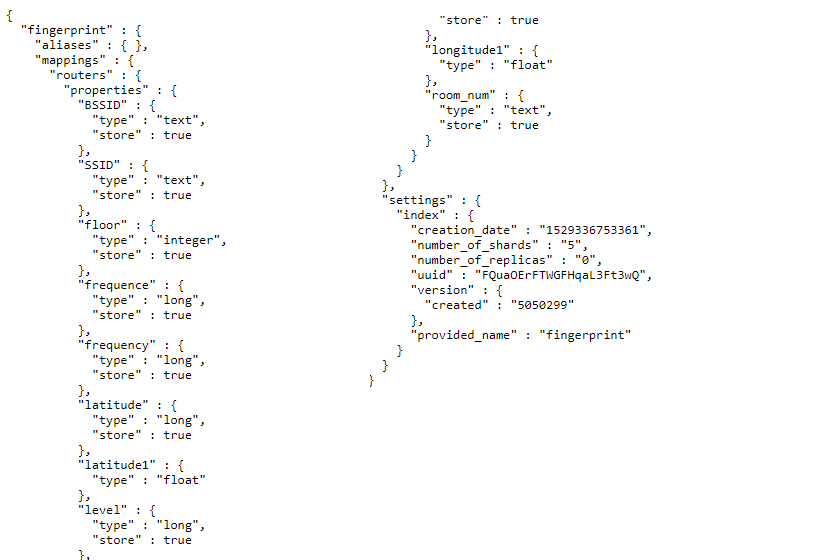 {
  "fingerprint" : {
    "aliases" : { },
    "mappings" : {
      "routers" : {
        "properties" : {
          "BSSID" : {
            "type" : "text",
            "store" : true
          },
          "SSID" : {
            "type" : "text",
            "store" : true
          },
          "floor" : {
            "type" : "integer",
            "store" : true
          },
          "frequence" : {
            "type" : "long",
            "store" : true
          },
          "frequency" : {
            "type" : "long",
            "store" : true
          },
          "latitude" : {
            "type" : "long",
            "store" : true
          },
          "latitude1" : {
            "type" : "float"
          },
          "level" : {
            "type" : "long",
            "store" : true
          },
            "store" : true
          },
          "longitude1" : {
            "type" : "float"
          },
          "room_num" : {
            "type" : "text",
            "store" : true
          }
        }
      }
    },
    "settings" : {
      "index" : {
        "creation_date" : "1529336753361",
        "number_of_shards" : "5",
        "number_of_replicas" : "0",
        "uuid" : "FQuaOErFTWGFHqaL3Ft3wQ",
        "version" : {
          "created" : "5050299"
        },
        "provided_name" : "fingerprint"
      }
    }
  }